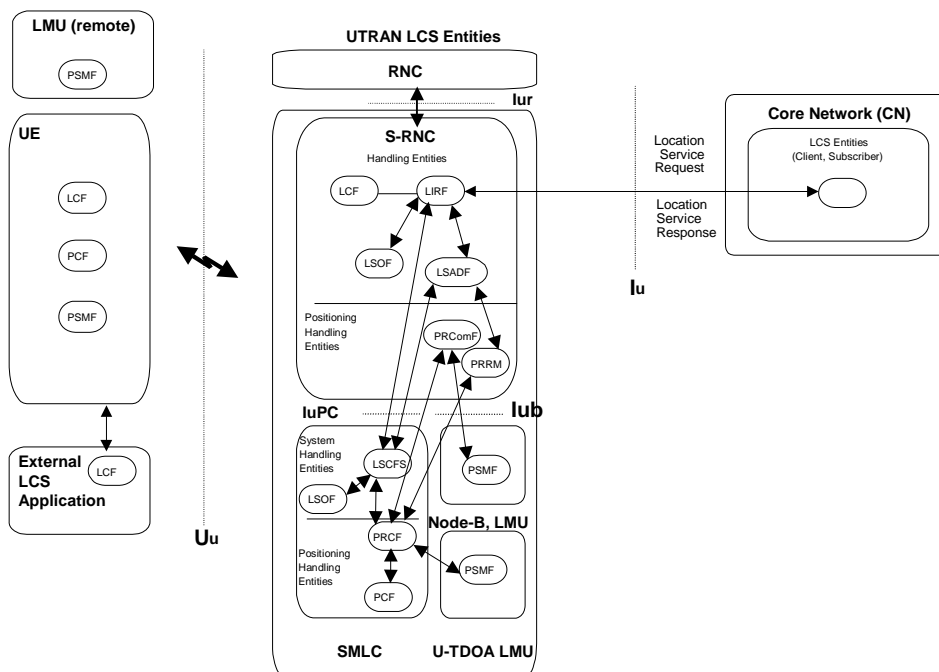 LMU (remote)
PSMF
UE
LCF
PCF
PSMF
External
LCS
Application
LCF
Uu
UTRAN LCS Entities
RNC
Iur
S-RNC
Handling Entities
LCF
LIRF
LSOF
LSADF
Positioning
Handling
Entities
PRComF
PRRM
IuPC
Iub
System
Handling
Entities
LSCFS
LSOF
PRCF
Positioning
Handling
Entities
PCF
SMLC
PSMF
Node-B, LMU
PSMF
U-TDOA LMU
Location
Service
Request
Location
Service
Response
Iu
Core Network (CN)
LCS Entities
(Client, Subscriber)